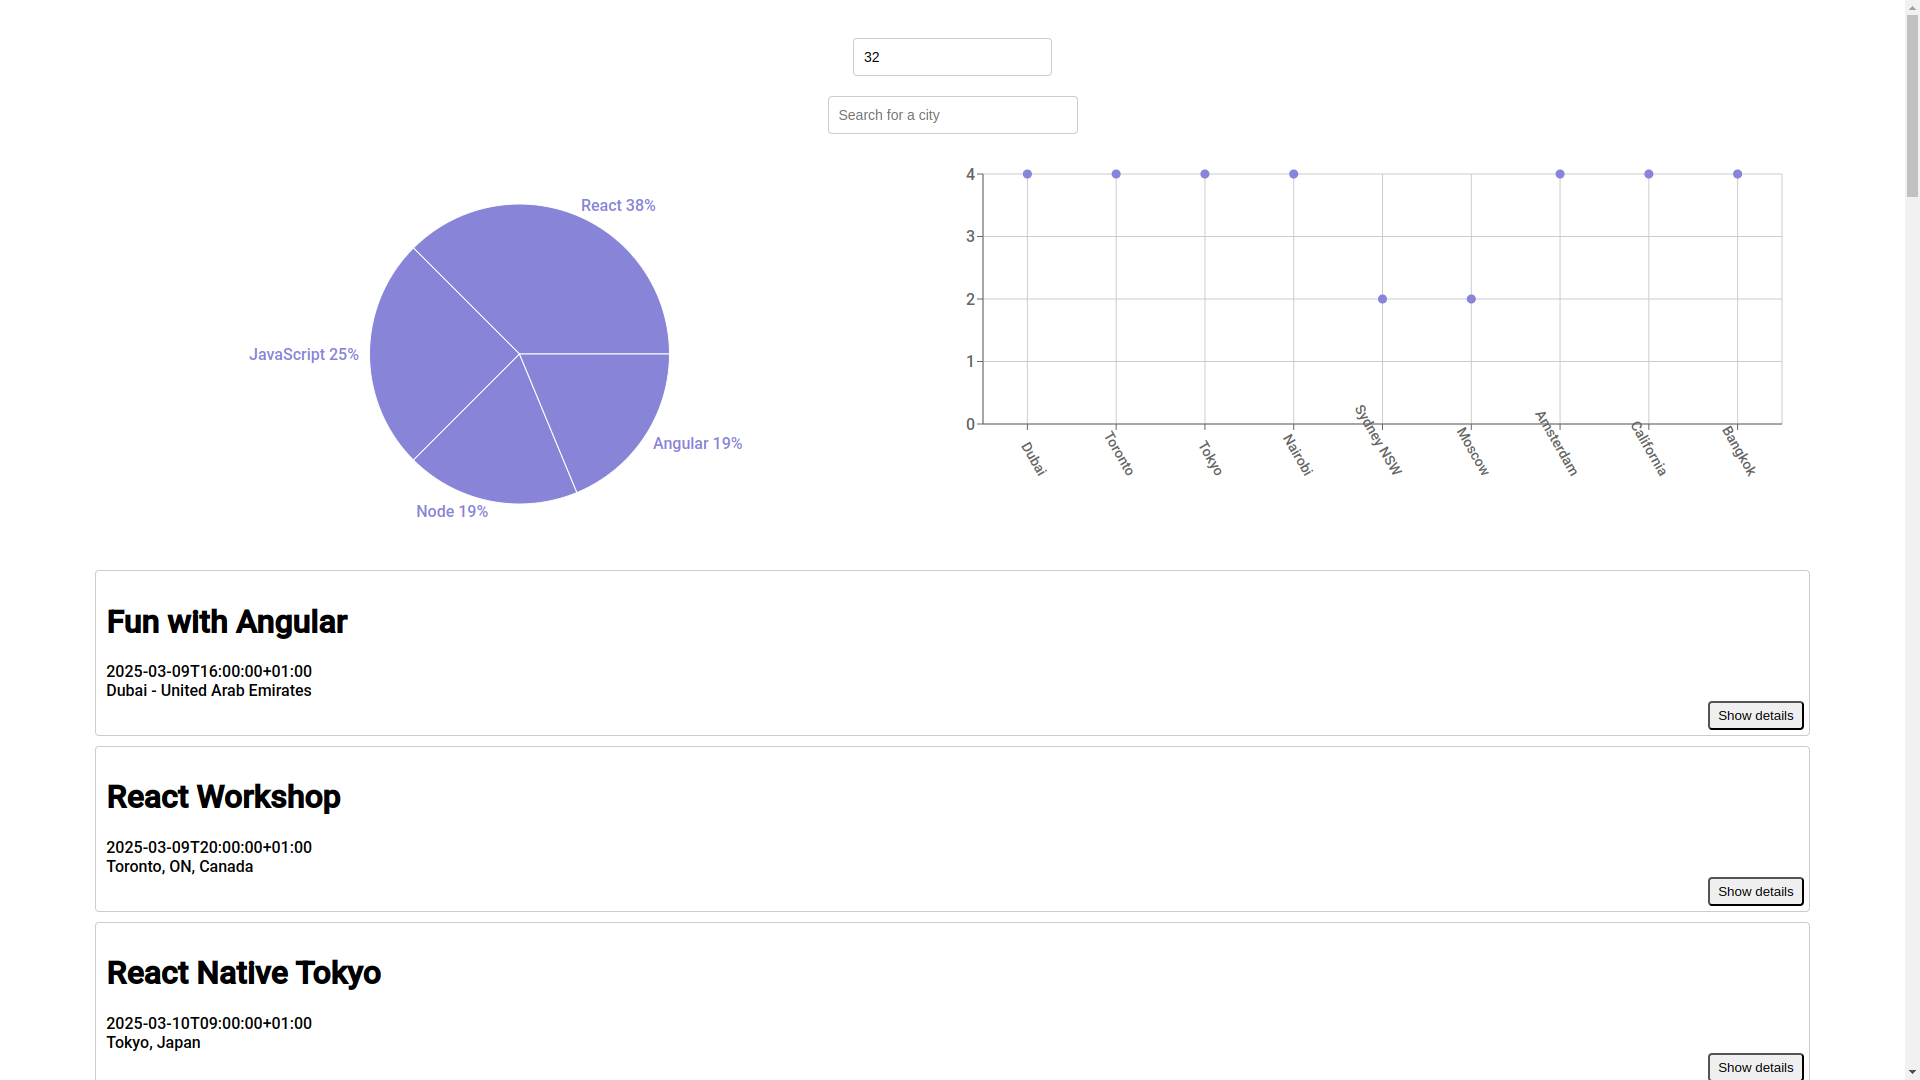 32
Search for a city
React 38%
JavaScript 25%
Angular 19%
Node 19%
4
3
2
1
0
Dubai
Toronto
Tokyo
Nairobi
Sydney NSW
Moscow
Amsterdam
California
Bangkok
Fun with Angular
2025-03-09T16:00:00+01:00
Dubai - United Arab Emirates
Show details
React Workshop
2025-03-09T20:00:00+01:00
Toronto, ON, Canada
Show details
React Native Tokyo
2025-03-10T09:00:00+01:00
Tokyo, Japan
Show details